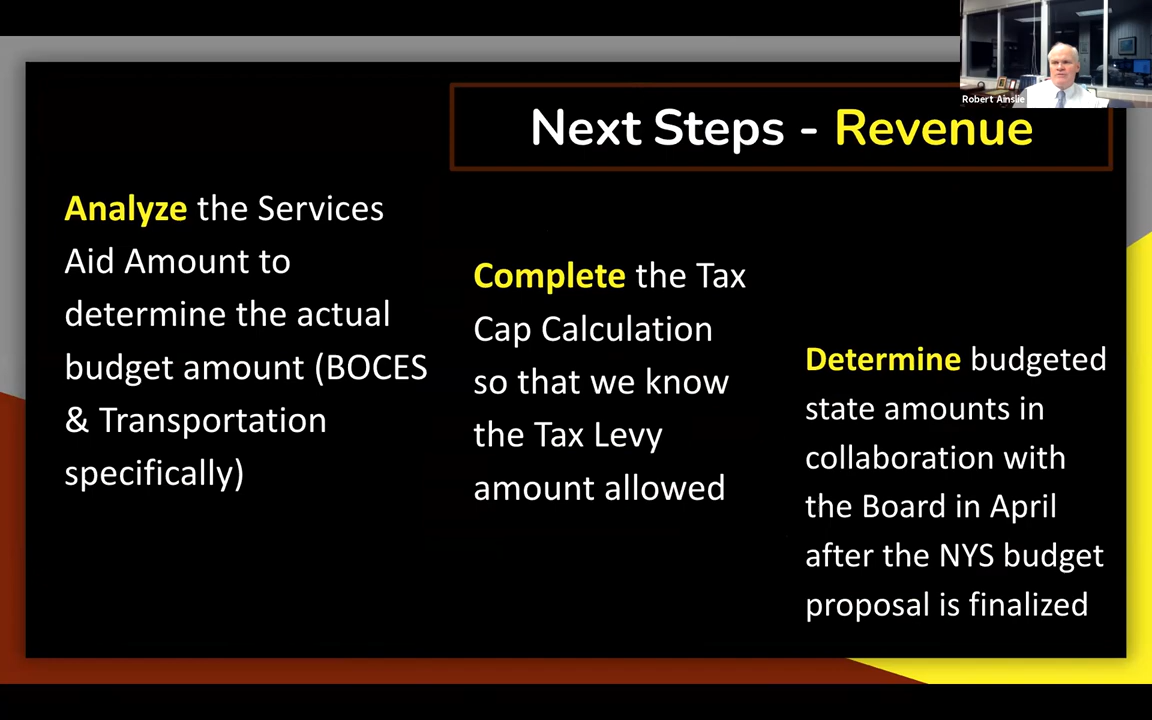 Robert Ainslie
Next Steps - Revenue
Analyze the Services
Aid Amount to
determine the actual
budget amount (BOCES
& Transportation
specifically)
Complete the Tax
Cap Calculation
so that we know
the Tax Levy
amount allowed
Determine budgeted
state amounts in
collaboration with
the Board in April
after the NYS budget
proposal is finalized